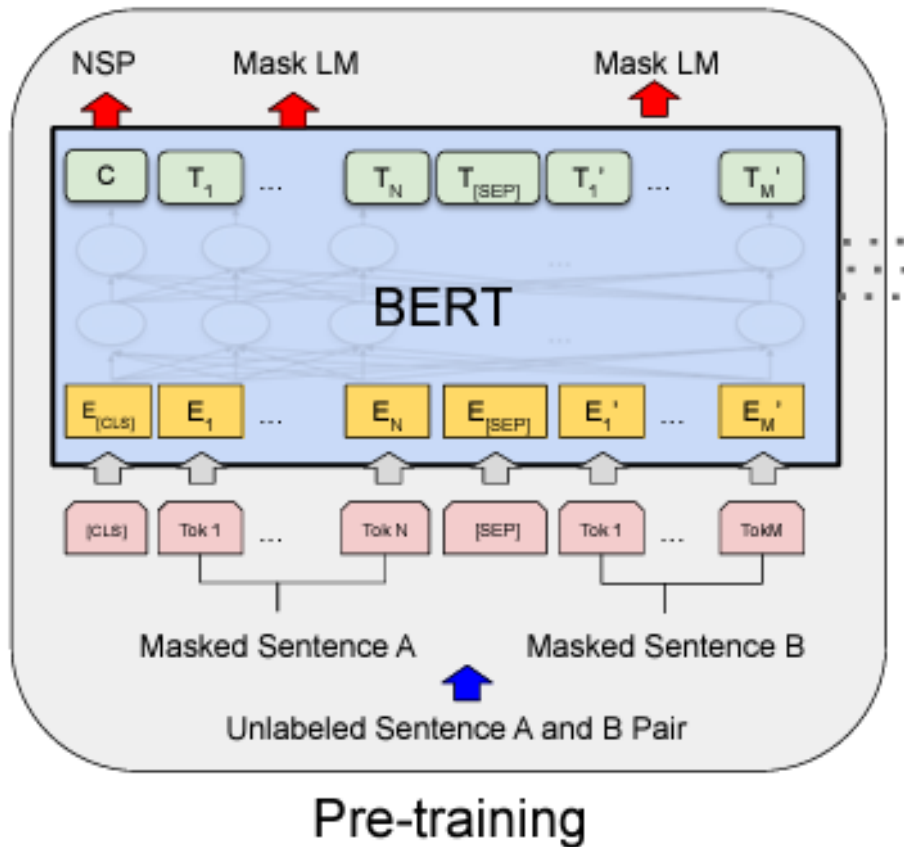 NSP Mask LM Mask LM
C T1 ... TN T[SEP] T1' ... TM'
...
BERT
...
E[CLS] E1 ... EN E[SEP] E1' ... EM'
[CLS] Tok 1 ... Tok N [SEP] Tok 1 ... TokM
Masked Sentence A Masked Sentence B
Unlabeled Sentence A and B Pair
Pre-training